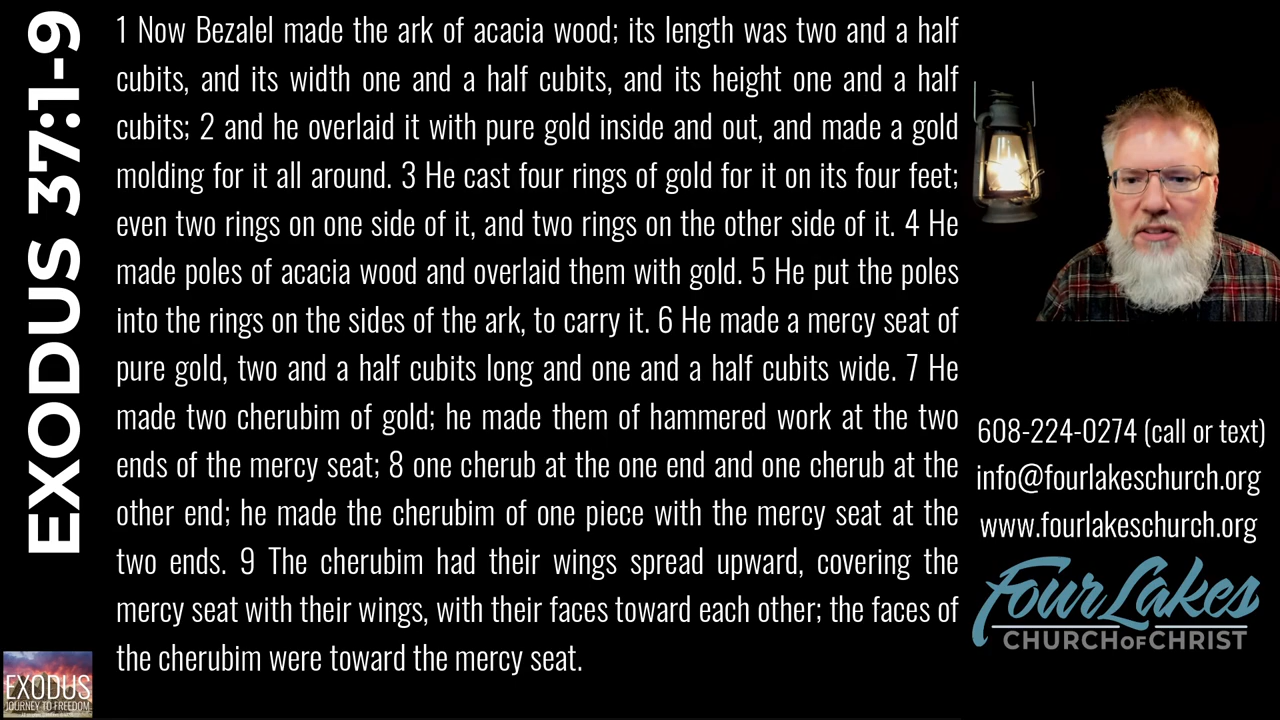 EXODUS 37:1-9
1 Now Bezalel made the ark of acacia wood; its length was two and a half
cubits, and its width one and a half cubits, and its height one and a half
cubits; 2 and he overlaid it with pure gold inside and out, and made a gold
molding for it all around. 3 He cast four rings of gold for it on its four feet;
even two rings on one side of it, and two rings on the other side of it. 4 He
made poles of acacia wood and overlaid them with gold. 5 He put the poles
into the rings on the sides of the ark, to carry it. 6 He made a mercy seat of
pure gold, two and a half cubits long and one and a half cubits wide. 7 He
made two cherubim of gold; he made them of hammered work at the two
ends of the mercy seat; 8 one cherub at the one end and one cherub at the
other end; he made the cherubim of one piece with the mercy seat at the
two ends. 9 The cherubim had their wings spread upward, covering the
mercy seat with their wings, with their faces toward each other; the faces of
the cherubim were toward the mercy seat.
608-224-0274 (call or text)
info@fourlakeschurch.org
www.fourlakeschurch.org
Four Lakes
CHURCH OF CHRIST
EXODUS
JOURNEY TO FREEDOM